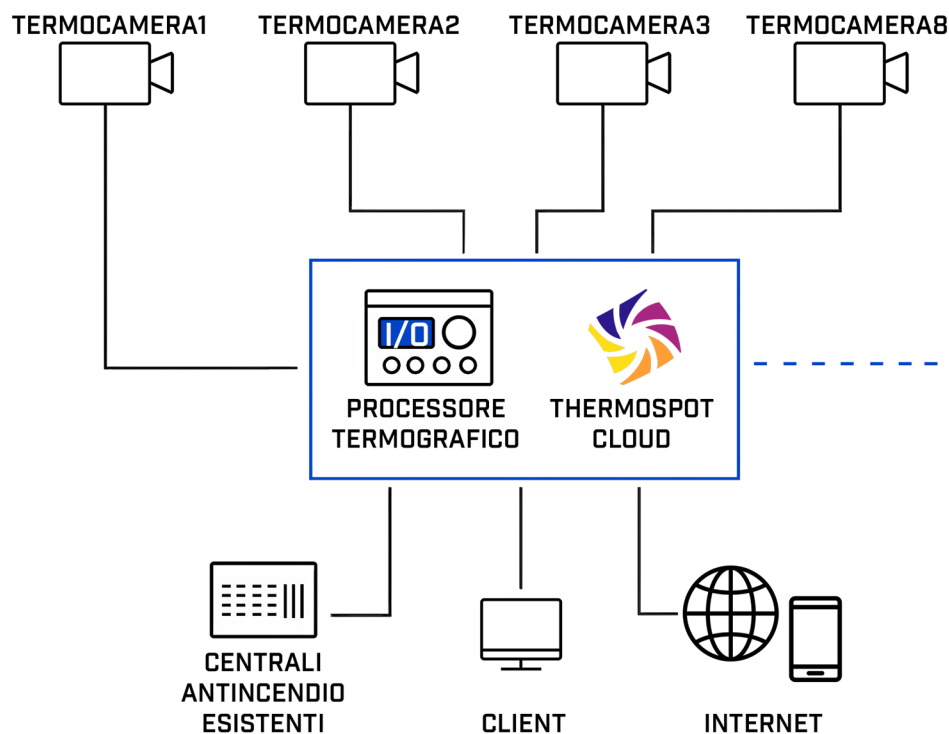 TERMOCAMERA1
TERMOCAMERA2
TERMOCAMERA3
TERMOCAMERA8
I/O
PROCESSORE
TERMOGRAFICO
THERMOSPOT
CLOUD
CENTRALI
ANTINCENDIO
ESISTENTI
CLIENT
INTERNET